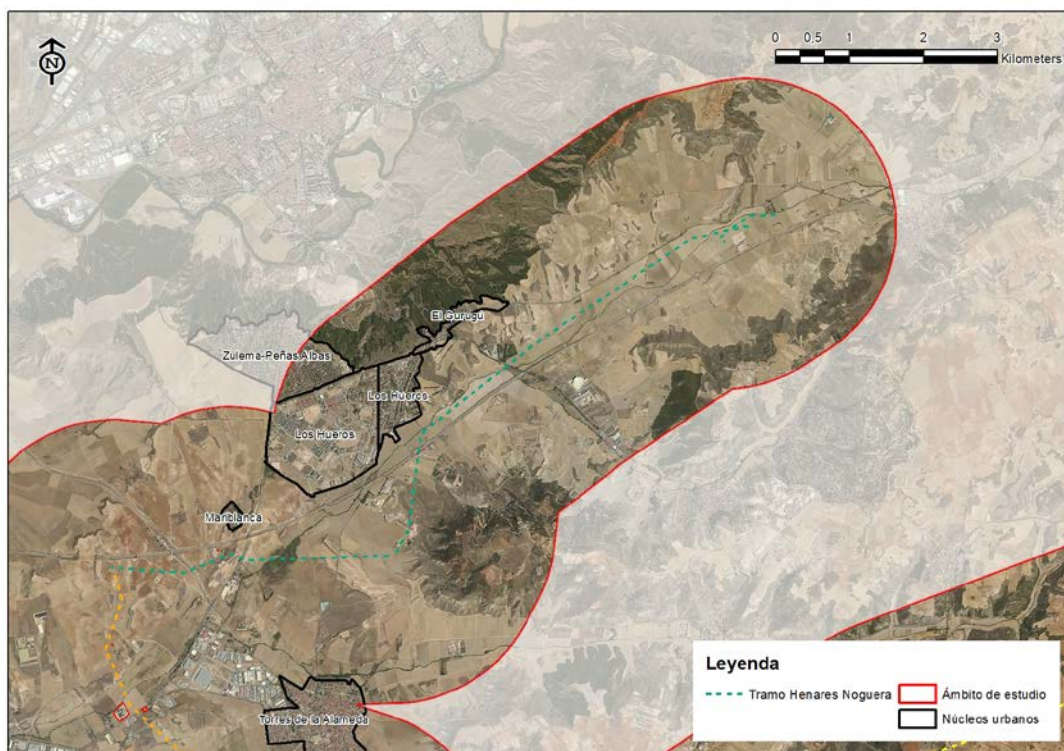 N
0 0,5 1 2 3
Kilometers
El Gurugú
Zulema-Peñas Albas
Los Hueros
Los Hueros
Mariblanca
Torres de la Alameda
Leyenda
Tramo Henares Noguera
Ámbito de estudio
Núcleos urbanos